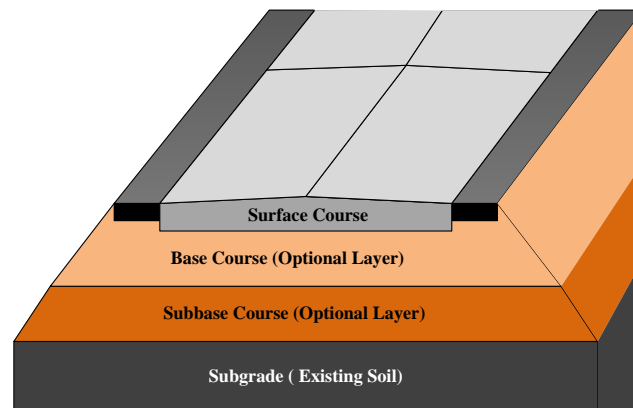 Surface Course
Base Course (Optional Layer)
Subbase Course (Optional Layer)
Subgrade ( Existing Soil)